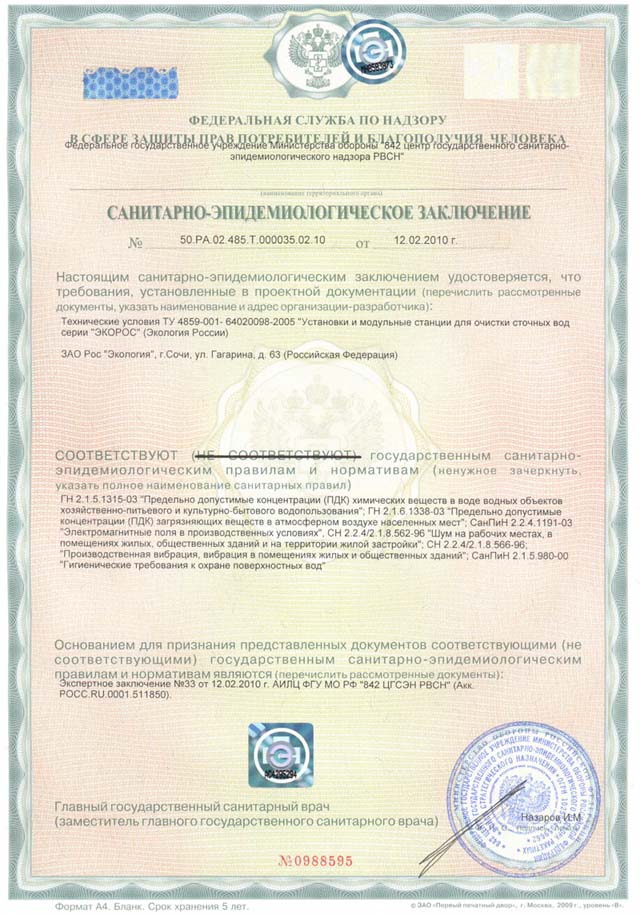 ФЕДЕРАЛЬНАЯ СЛУЖБА ПО НАДЗОРУ
В СФЕРЕ ЗАЩИТЫ ПРАВ ПОТРЕБИТЕЛЕЙ И БЛАГОПОЛУЧИЯ ЧЕЛОВЕКА
Федеральное государственное учреждение Министерства обороны "842 центр государственного санитарно-
эпидемиологического надзора РВСН"
(наименование территориального органа)
САНИТАРНО-ЭПИДЕМИОЛОГИЧЕСКОЕ ЗАКЛЮЧЕНИЕ
№ 50.РА.02.485.Т.000035.02.10 от 12.02.2010 г.
Настоящим санитарно-эпидемиологическим заключением удостоверяется, что
требования, установленные в проектной документации (перечислить рассмотренные
документы, указать наименование и адрес организации-разработчика):
Технические условия ТУ 4859-001- 64020098-2005 "Установки и модульные станции для очистки сточных вод
серии "ЭКОРОС" (Экология России)
ЗАО Рос "Экология", г.Сочи, ул. Гагарина, д. 63 (Российская Федерация)
СООТВЕТСТВУЮТ (НЕ СООТВЕТСТВУЮТ) государственным санитарно-
эпидемиологическим правилам и нормативам (ненужное зачеркнуть,
указать полное наименование санитарных правил)
ГН 2.1.5.1315-03 "Предельно допустимые концентрации (ПДК) химических веществ в воде водных объектов
хозяйственно-питьевого и культурно-бытового водопользования"; ГН 2.1.6 1338-03 "Предельно допустимые
концентрации (ПДК) загрязняющих веществ в атмосферном воздухе населенных мест"; СанПиН 2.2.4.1191-03
"Электромагнитные поля в производственных условиях", СН 2.2.4/2.1.8.562-96 "Шум на рабочих местах, в
помещениях жилых, общественных зданий и на территории жилой застройки"; СН 2.2.4/2.1.8.566-96;
"Производственная вибрация, вибрация в помещениях жилых и общественных зданий"; СанПиН 2.1.5.980-00
"Гигиенические требования к охране поверхностных вод"
Основанием для признания представленных документов соответствующими (не
соответствующими) государственным санитарно-эпидемиологическим
правилам и нормативам являются (перечислить рассмотренные документы):
Экспертное заключение №33 от 12.02.2010 г. АИЛЦ ФГУ МО РФ "842 ЦГСЭН РВСН" (Акк.
РОСС.RU.0001.511850).
Главный государственный санитарный врач
(заместитель главного государственного санитарного врача)
Назаров И.М.
№0988595
Формат А4. Бланк. Срок хранения 5 лет.
© ЗАО «Первый печатный двор», г. Москва, 2009 г., уровень «В».